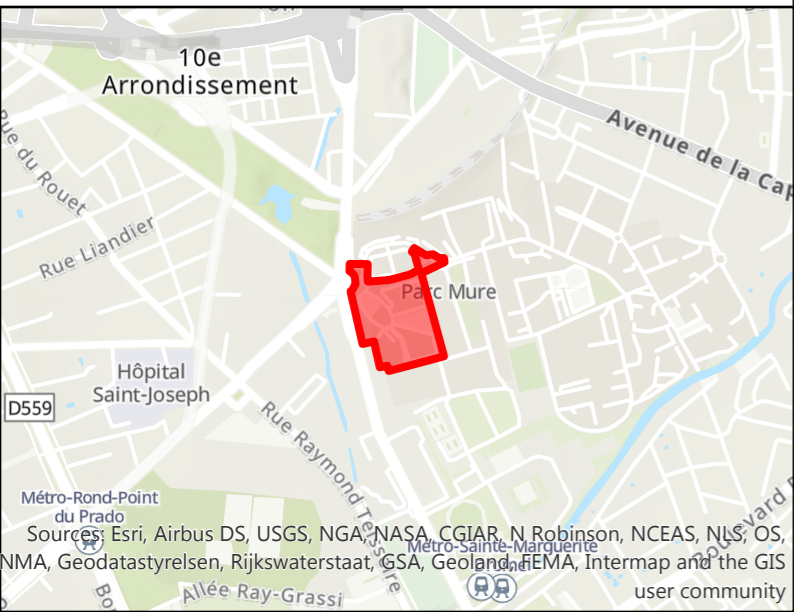 10e
Arrondissement
Avenue de la Cap
Rue du Rouet
Rue Liandier
Parc Mure
Hôpital
Saint-Joseph
D559
Rue Raymond Teissere
Métro-Rond-Point
du Prado
Métro-Sainte-Marguerite
Boulevard
Allée Ray-Grassi
Sources: Esri, Airbus DS, USGS, NGA, NASA, CGIAR, N Robinson, NCEAS, NLS, OS,
NMA, Geodatastyrelsen, Rijkswaterstaat, GSA, Geoland, FEMA, Intermap and the GIS
user community